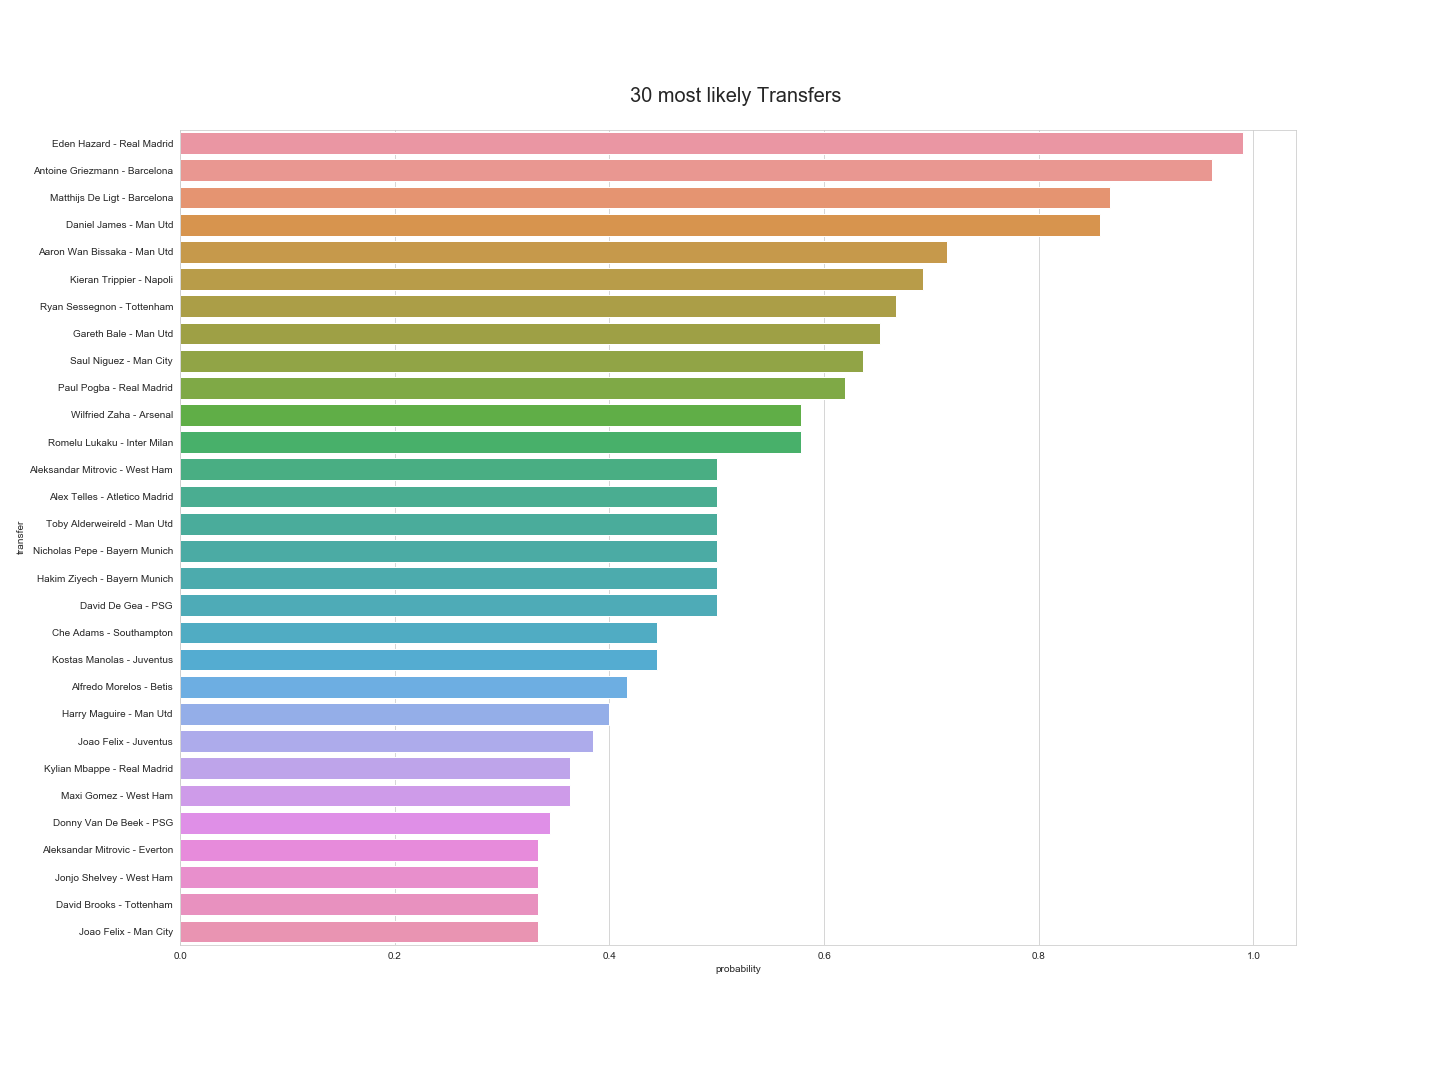 30 most likely Transfers
Eden Hazard - Real Madrid
Antoine Griezmann - Barcelona
Matthijs De Ligt - Barcelona
Daniel James - Man Utd
Aaron Wan Bissaka - Man Utd
Kieran Trippier - Napoli
Ryan Sessegnon - Tottenham
Gareth Bale - Man Utd
Saul Niguez - Man City
Paul Pogba - Real Madrid
Wilfried Zaha - Arsenal
Romelu Lukaku - Inter Milan
Aleksandar Mitrovic - West Ham
Alex Telles - Atletico Madrid
Toby Alderweireld - Man Utd
Nicholas Pepe - Bayern Munich
Hakim Ziyech - Bayern Munich
David De Gea - PSG
Che Adams - Southampton
Kostas Manolas - Juventus
Alfredo Morelos - Betis
Harry Maguire - Man Utd
Joao Felix - Juventus
Kylian Mbappe - Real Madrid
Maxi Gomez - West Ham
Donny Van De Beek - PSG
Aleksandar Mitrovic - Everton
Jonjo Shelvey - West Ham
David Brooks - Tottenham
Joao Felix - Man City
transfer
0.0 0.2 0.4 0.6 0.8 1.0
probability